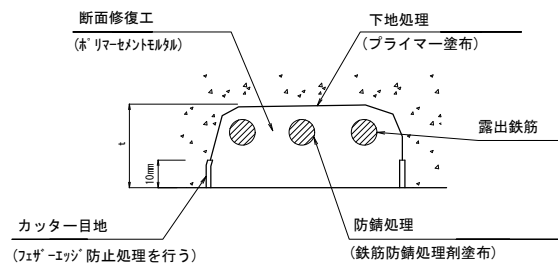 断面修復工
(ﾎﾟﾘﾏｰｾﾒﾝﾄﾓﾙﾀﾙ)
下地処理
(プライマー塗布)
露出鉄筋
t
10mm
カッター目地
(ﾌｪｻﾞｰｴｯｼﾞ防止処理を行う)
防錆処理
(鉄筋防錆処理剤塗布)